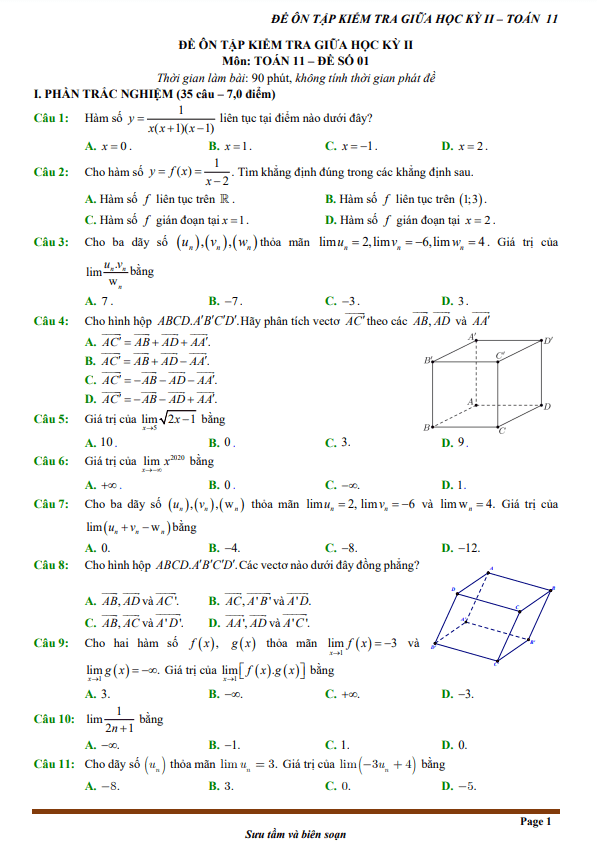 ĐỀ ÔN TẬP KIỂM TRA GIỮA HỌC KỲ II – TOÁN 11
ĐỀ ÔN TẬP KIỂM TRA GIỮA HỌC KỲ II
Môn: TOÁN 11 – ĐỀ SỐ 01
Thời gian làm bài: 90 phút, không tính thời gian phát đề
I. PHẦN TRẮC NGHIỆM (35 câu – 7,0 điểm)
Câu 1: Hàm số $y=\frac{1}{x(x+1)(x-1)}$ liên tục tại điểm nào dưới đây?
A. $x=0$. B. $x=1$. C. $x=-1$. D. $x=2$.
Câu 2: Cho hàm số $y=f(x)=\frac{1}{x-2}$. Tìm khẳng định đúng trong các khẳng định sau.
A. Hàm số $f$ liên tục trên $\mathbb{R}$. B. Hàm số $f$ liên tục trên $(1;3)$.
C. Hàm số $f$ gián đoạn tại $x=1$. D. Hàm số $f$ gián đoạn tại $x=2$.
Câu 3: Cho ba dãy số $(u_n),(v_n),(w_n)$ thỏa mãn $\lim u_n=2,\lim v_n=-6,\lim w_n=4$. Giá trị của
$\lim\frac{u_n.v_n}{w_n}$ bằng
A. 7. B. −7. C. −3. D. 3.
Câu 4: Cho hình hộp $ABCD.A'B'C'D'$. Hãy phân tích vectơ $\overrightarrow{AC'}$ theo các $\overrightarrow{AB},\overrightarrow{AD}$ và $\overrightarrow{AA'}$
A. $\overrightarrow{AC'}=\overrightarrow{AB}+\overrightarrow{AD}+\overrightarrow{AA'}$.
B. $\overrightarrow{AC'}=\overrightarrow{AB}+\overrightarrow{AD}-\overrightarrow{AA'}$.
C. $\overrightarrow{AC'}=-\overrightarrow{AB}-\overrightarrow{AD}-\overrightarrow{AA'}$.
D. $\overrightarrow{AC'}=-\overrightarrow{AB}-\overrightarrow{AD}+\overrightarrow{AA'}$.
A' D'
B' C'
A D
B C
Câu 5: Giá trị của $\lim_{x\to 5}\sqrt{2x-1}$ bằng
A. 10. B. 0. C. 3. D. 9.
Câu 6: Giá trị của $\lim_{x\to-\infty}x^{2020}$ bằng
A. +∞. B. 0. C. −∞. D. 1.
Câu 7: Cho ba dãy số $(u_n),(v_n),(w_n)$ thỏa mãn $\lim u_n=2,\lim v_n=-6$ và $\lim w_n=4$. Giá trị của
$\lim(u_n+v_n-w_n)$ bằng
A. 0. B. −4. C. −8. D. −12.
Câu 8: Cho hình hộp $ABCD.A'B'C'D'$. Các vectơ nào dưới đây đồng phẳng?
A. $\overrightarrow{AB},\overrightarrow{AD}$ và $\overrightarrow{AC'}$. B. $\overrightarrow{AC},\overrightarrow{A'B'}$ và $\overrightarrow{A'D}$.
C. $\overrightarrow{AB},\overrightarrow{AC}$ và $\overrightarrow{A'D'}$. D. $\overrightarrow{AA'},\overrightarrow{AD}$ và $\overrightarrow{A'C'}$.
Câu 9: Cho hai hàm số $f(x)$, $g(x)$ thỏa mãn $\lim_{x\to 1}f(x)=-3$ và
$\lim_{x\to 1}g(x)=-\infty$. Giá trị của $\lim_{x\to 1}[f(x).g(x)]$ bằng
A. 3. B. −∞. C. +∞. D. −3.
Câu 10: $\lim\frac{1}{2n+1}$ bằng
A. −∞. B. −1. C. 1. D. 0.
Câu 11: Cho dãy số $(u_n)$ thỏa mãn $\lim u_n=3$. Giá trị của $\lim(-3u_n+4)$ bằng
A. −8. B. 3. C. 0. D. −5.
Page 1
Sưu tầm và biên soạn